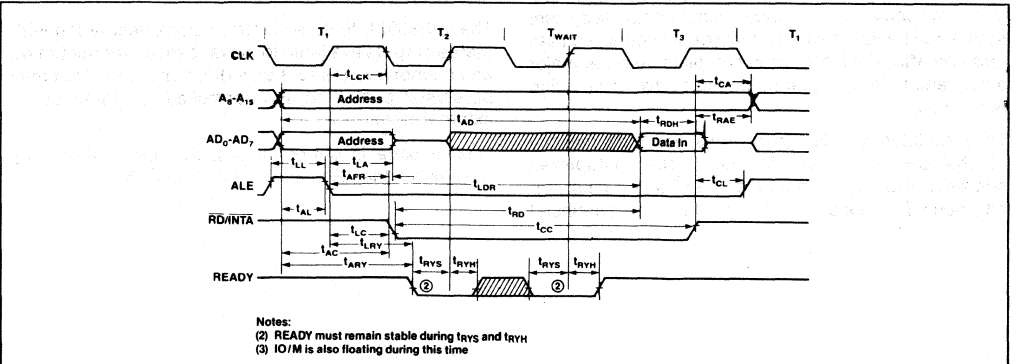 T₁ T₂ TWAIT T₃ T₁
CLK
tLCK
tCA
A₈-A₁₅ Address
tAD tRDH tRAE
AD₀-AD₇ Address Data In
tLL tLA
tAFR
tLDR
tCL
ALE
tAL
tRD
RD/INTA
tLC
tCC
tLRY
tAC
tARY
tRYS tRYH tRYS tRYH
READY
② ②
Notes:
(2) READY must remain stable during tRYS and tRYH
(3) IO/M is also floating during this time